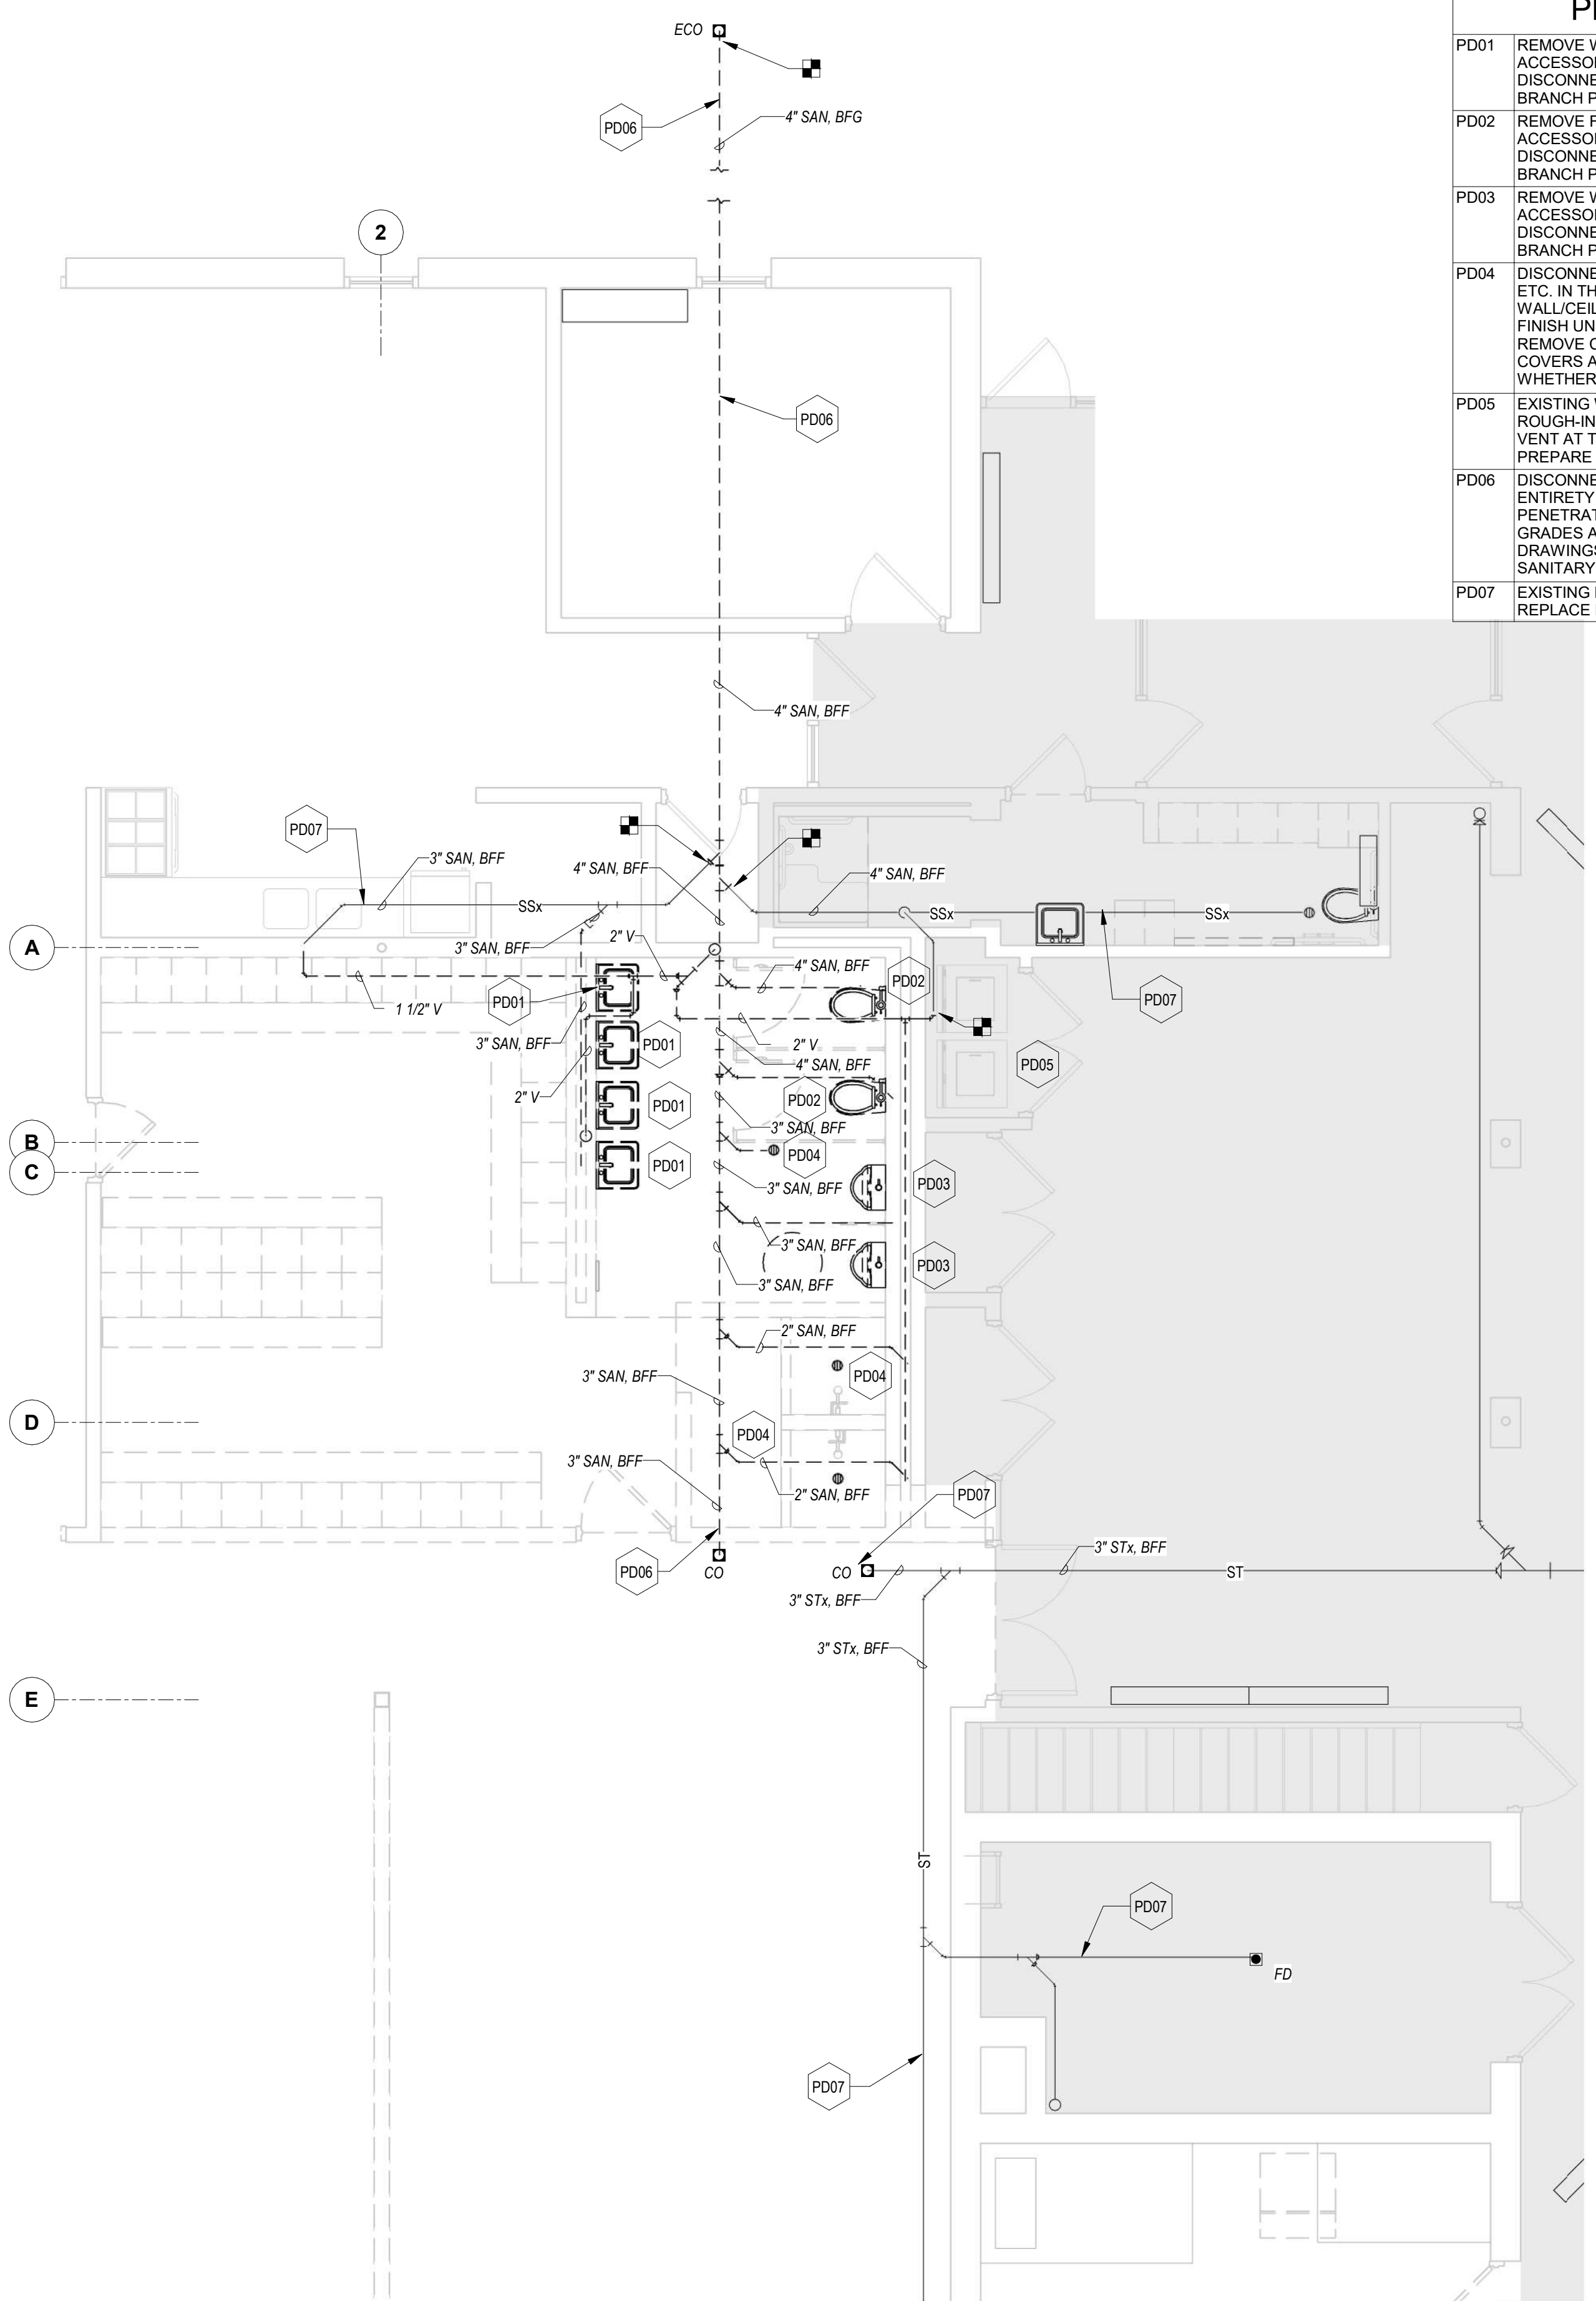 ECO
PD06
4" SAN, BFG
2
PD06
4" SAN, BFF
PD07
3" SAN, BFF
4" SAN, BFF
4" SAN, BFF
SSx
SSx
SSx
A
3" SAN, BFF
2" V
4" SAN, BFF
PD02
PD01
1 1/2" V
PD07
3" SAN, BFF
PD01
2" V
4" SAN, BFF
PD05
2" V
PD01
PD02
3" SAN, BFF
B
PD01
PD04
C
3" SAN, BFF
PD03
3" SAN, BFF
PD03
3" SAN, BFF
2" SAN, BFF
3" SAN, BFF
PD04
D
PD04
3" SAN, BFF
2" SAN, BFF
PD07
PD06
CO
CO
3" STx, BFF
ST
3" STx, BFF
3" STx, BFF
E
ST
PD07
FD
PD07
PD01
REMOVE
ACCESSO
DISCONNE
BRANCH
PD02
REMOVE
ACCESSO
DISCONNE
BRANCH
PD03
REMOVE
ACCESSO
DISCONNE
BRANCH
PD04
DISCONNE
ETC. IN TH
WALL/CEIL
FINISH UN
REMOVE
COVERS A
WHETHER
PD05
EXISTING
ROUGH-IN
VENT AT T
PREPARE
PD06
DISCONNE
ENTIRETY
PENETRAT
GRADES A
DRAWINGS
SANITARY
PD07
EXISTING
REPLACE